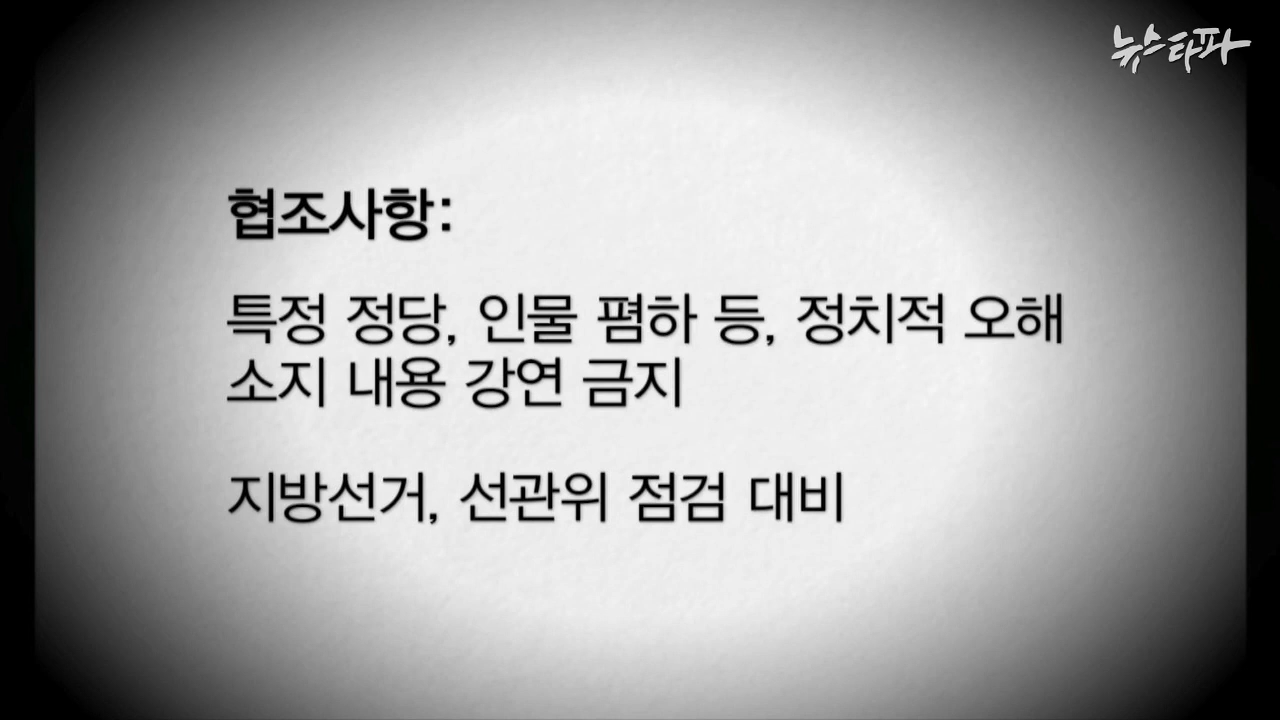 뉴스타파
협조사항:
특정 정당, 인물 폄하 등, 정치적 오해
소지 내용 강연 금지
지방선거, 선관위 점검 대비